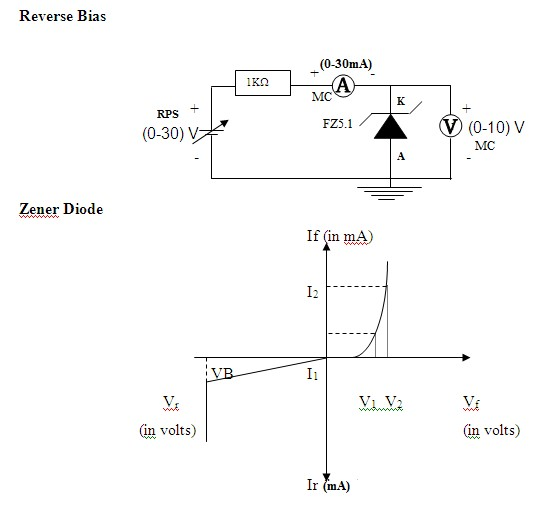 Reverse Bias
(0-30mA)
+ -
1KΩ
A
MC
K
RPS +
FZ5.1
+
V (0-10) V
(0-30) V
MC
A
- -
Zener Diode
If (in mA)
I2
VB
I1
Vr V1 V2 Vf
(in volts) (in volts)
Ir (mA)